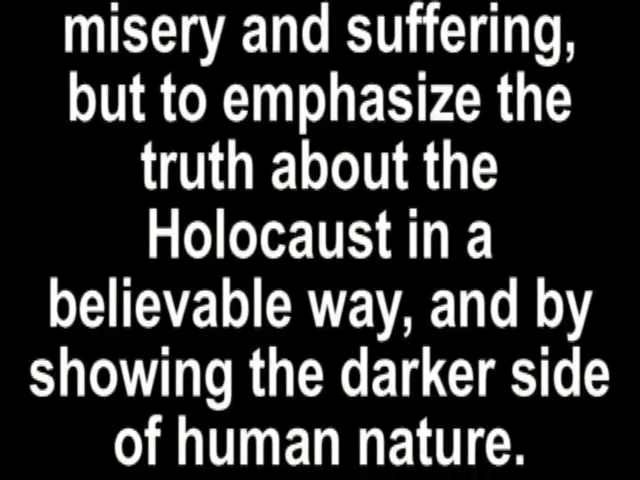 misery and suffering,
but to emphasize the
truth about the
Holocaust in a
believable way, and by
showing the darker side
of human nature.